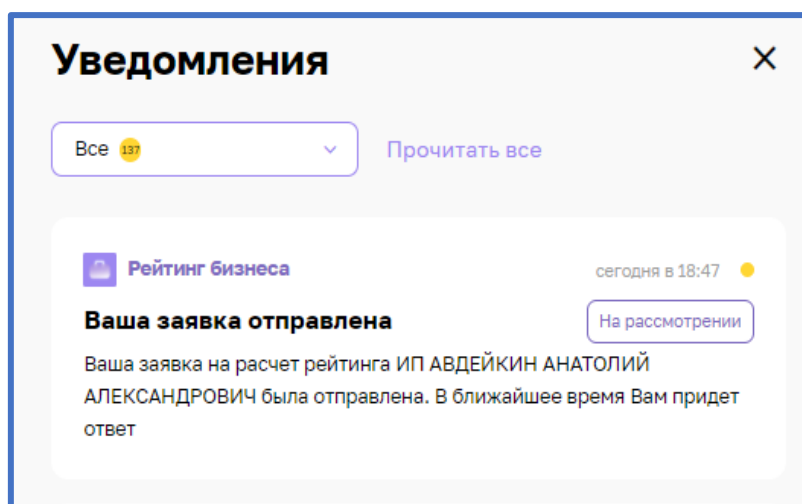 Уведомления
Все 137
Прочитать все
Рейтинг бизнеса
сегодня в 18:47
Ваша заявка отправлена
На рассмотрении
Ваша заявка на расчет рейтинга ИП АВДЕЙКИН АНАТОЛИЙ
АЛЕКСАНДРОВИЧ была отправлена. В ближайшее время Вам придет
ответ